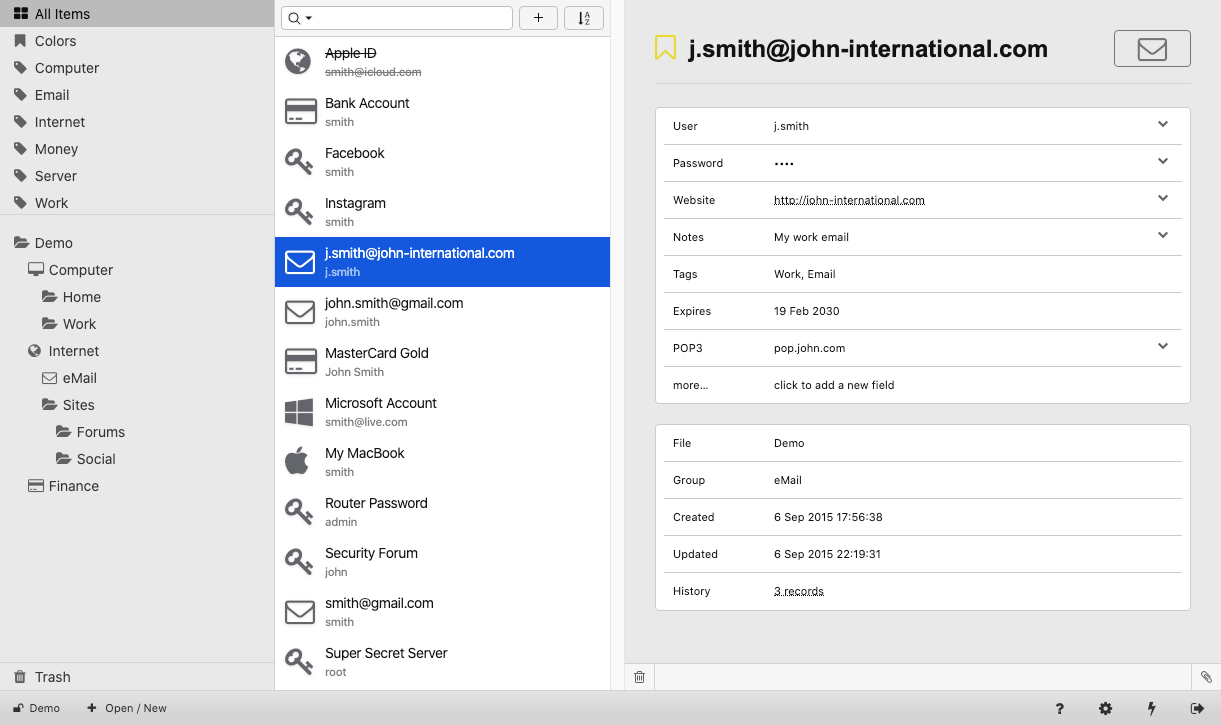 All Items
Colors
Computer
Email
Internet
Money
Server
Work
Demo
Computer
Home
Work
Internet
eMail
Sites
Forums
Social
Finance
Trash
Demo
Open / New
Apple ID
smith@icloud.com
Bank Account
smith
Facebook
smith
Instagram
smith
j.smith@john-international.com
j.smith
john.smith@gmail.com
john.smith
MasterCard Gold
John Smith
Microsoft Account
smith@live.com
My MacBook
smith
Router Password
admin
Security Forum
john
smith@gmail.com
smith
Super Secret Server
root
j.smith@john-international.com
User j.smith
Password ••••
Website http://john-international.com
Notes My work email
Tags Work, Email
Expires 19 Feb 2030
POP3 pop.john.com
more... click to add a new field
File Demo
Group eMail
Created 6 Sep 2015 17:56:38
Updated 6 Sep 2015 22:19:31
History 3 records